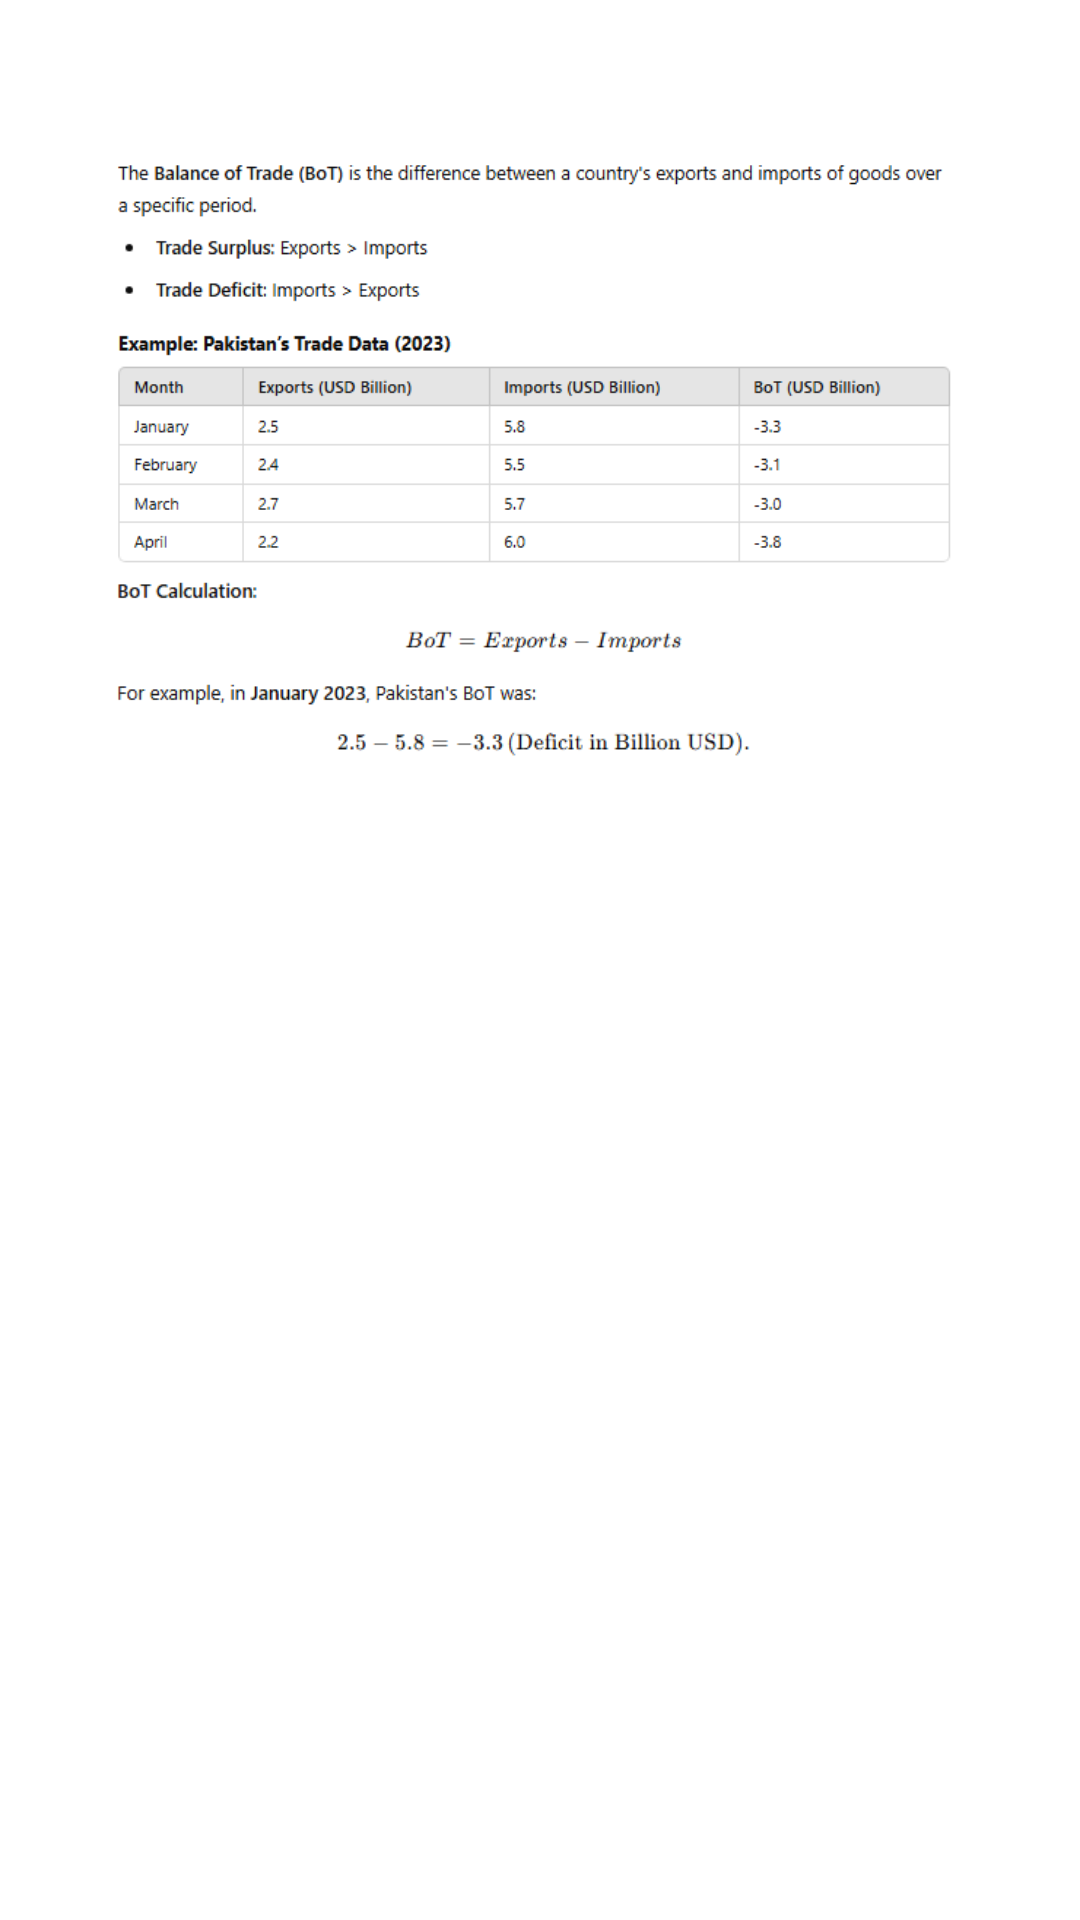 The Balance of Trade (BoT) is the difference between a country's exports and imports of goods over
a specific period.
• Trade Surplus: Exports > Imports
• Trade Deficit: Imports > Exports
Example: Pakistan’s Trade Data (2023)
Month Exports (USD Billion) Imports (USD Billion) BoT (USD Billion)
January 2.5 5.8 -3.3
February 2.4 5.5 -3.1
March 2.7 5.7 -3.0
April 2.2 6.0 -3.8
BoT Calculation:
BoT = Exports − Imports
For example, in January 2023, Pakistan's BoT was:
2.5 − 5.8 = −3.3 (Deficit in Billion USD).